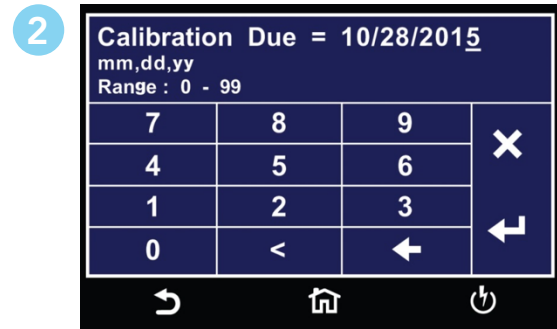 2
Calibration Due = 10/28/2015
mm,dd,yy
Range : 0 - 99
7 8 9
4 5 6
1 2 3
0 <